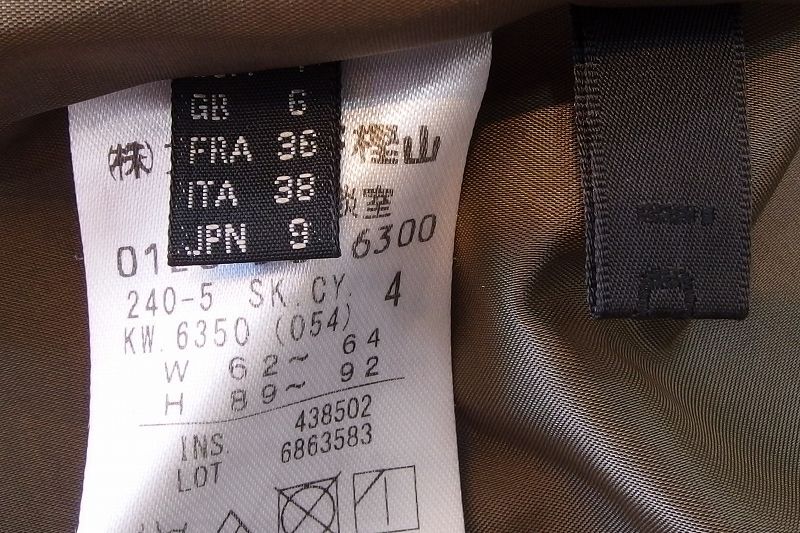 GB 6
FRA 36
ITA 38
JPN 9
(株) 樫山
6300
240-5 SK.CY. 4
KW. 6350 (054)
W 62~64
H 89~92
INS. 438502
LOT 6863583